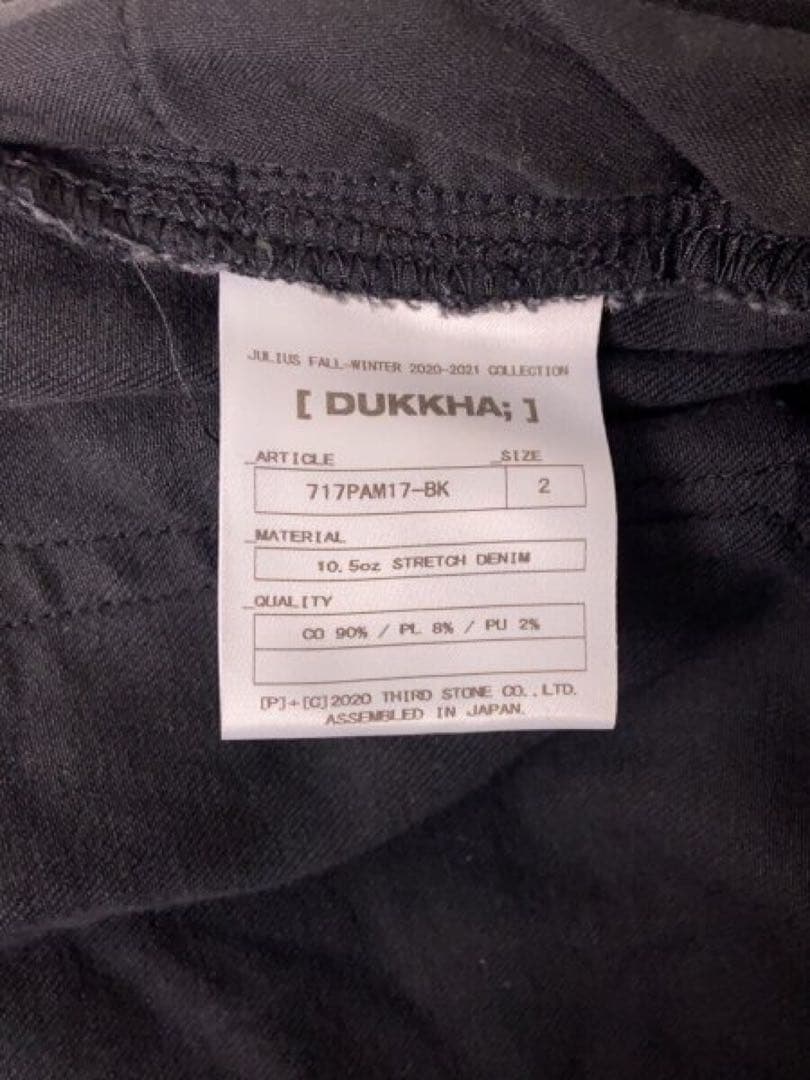 JULIUS FALL-WINTER 2020-2021 COLLECTION
[ DUKKHA; ]
_ARTICLE _SIZE
717PAM17-BK 2
_MATERIAL
10.5oz STRETCH DENIM
_QUALITY
CO 90% / PL 8% / PU 2%
[P]+[C]2020 THIRD STONE CO.,LTD.
ASSEMBLED IN JAPAN.